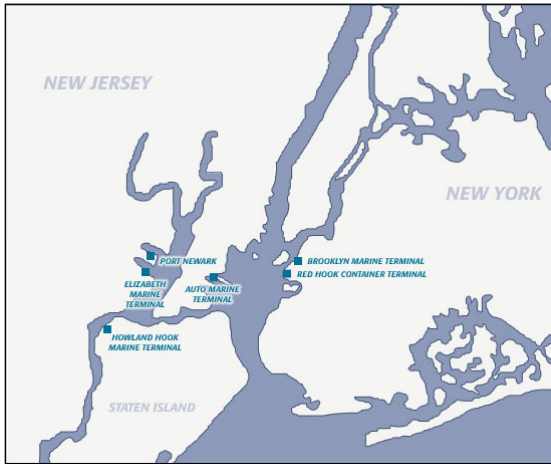 NEW JERSEY
NEW YORK
PORT NEWARK
BROOKLYN MARINE TERMINAL
RED HOOK CONTAINER TERMINAL
ELIZABETH
MARINE
TERMINAL
AUTO MARINE
TERMINAL
HOWLAND HOOK
MARINE TERMINAL
STATEN ISLAND